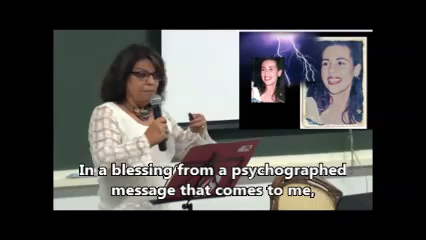 In a blessing from a psychographed
message that comes to me,